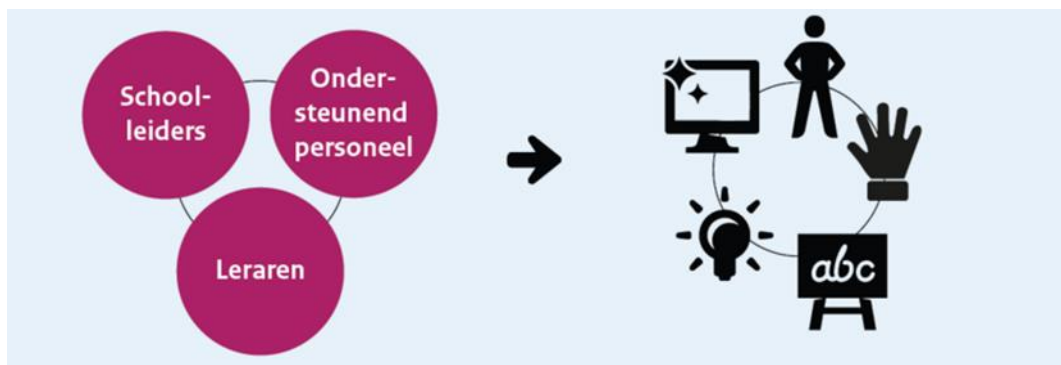 School-
leiders
Onder-
steunend
personeel
Leraren
abc